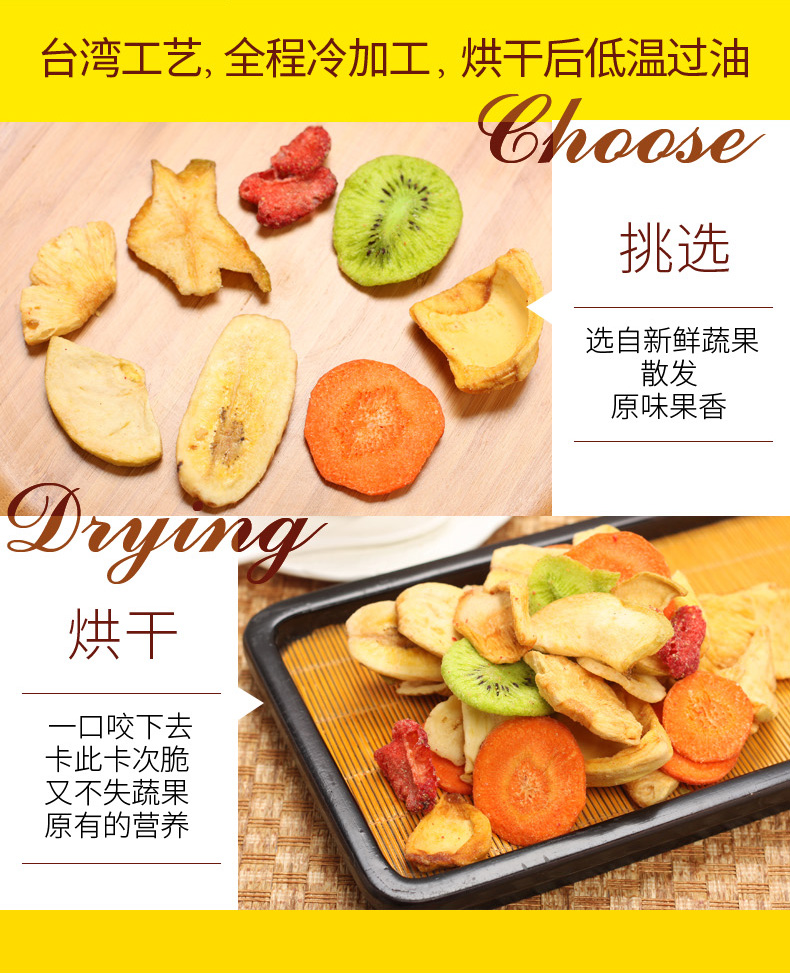 台湾工艺, 全程冷加工, 烘干后低温过油
Choose
挑选
选自新鲜蔬果
散发
原味果香
Drying
烘干
一口咬下去
卡此卡次脆
又不失蔬果
原有的营养